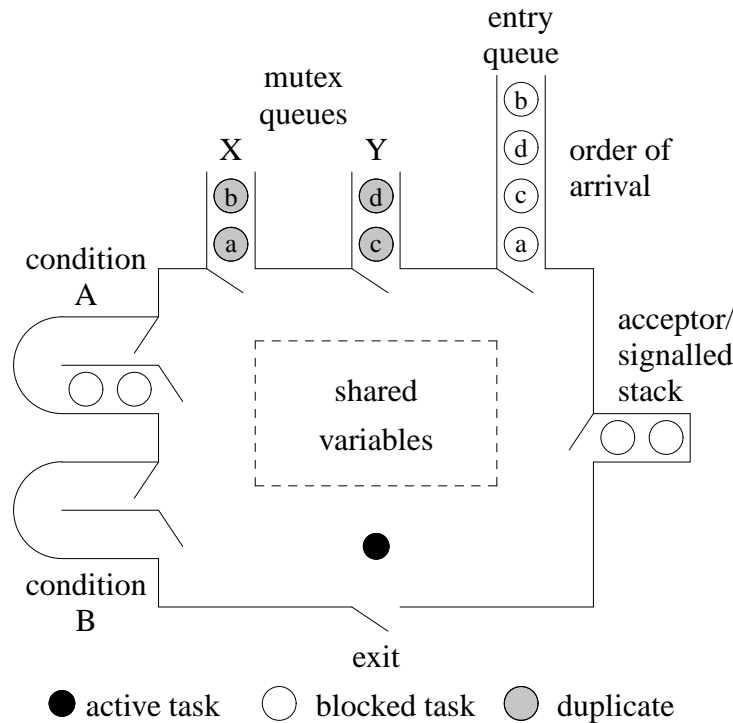 entry
queue
mutex
queues
X
Y
b
d
c
a
b
a
d
c
order of
arrival
condition
A
acceptor/
signalled
stack
shared
variables
condition
B
exit
active task
blocked task
duplicate